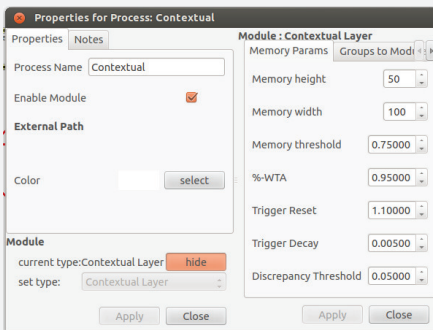 Properties for Process: Contextual
Properties Notes
Process Name Contextual
Enable Module
External Path
Color select
Module
current type:Contextual Layer hide
set type: Contextual Layer
Apply Close
Module : Contextual Layer
Memory Params Groups to Modu
Memory height 50
Memory width 100
Memory threshold 0.75000
%-WTA 0.95000
Trigger Reset 1.10000
Trigger Decay 0.00500
Discrepancy Threshold 0.05000
Apply Close